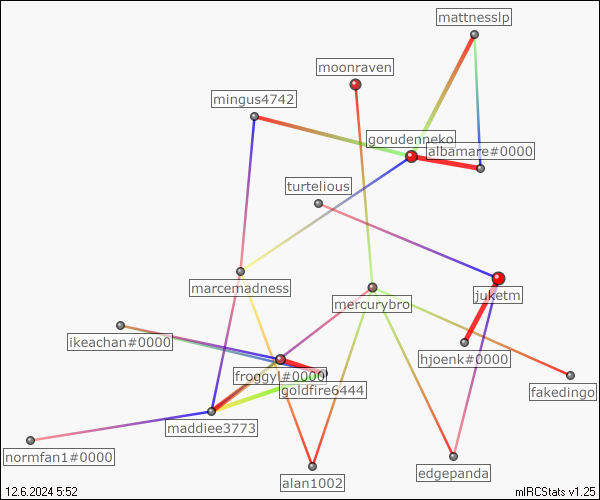 mattnesslp
moonraven
mingus4742
gorudenneko
albamare#0000
turtelious
marcemadness
juketm
mercurybro
ikeachan#0000
hjoenk#0000
froggyl#0000
goldfire6444
fakedingo
maddiee3773
normfan1#0000
edgepanda
alan1002
12.6.2024 5:52
mIRCStats v1.25